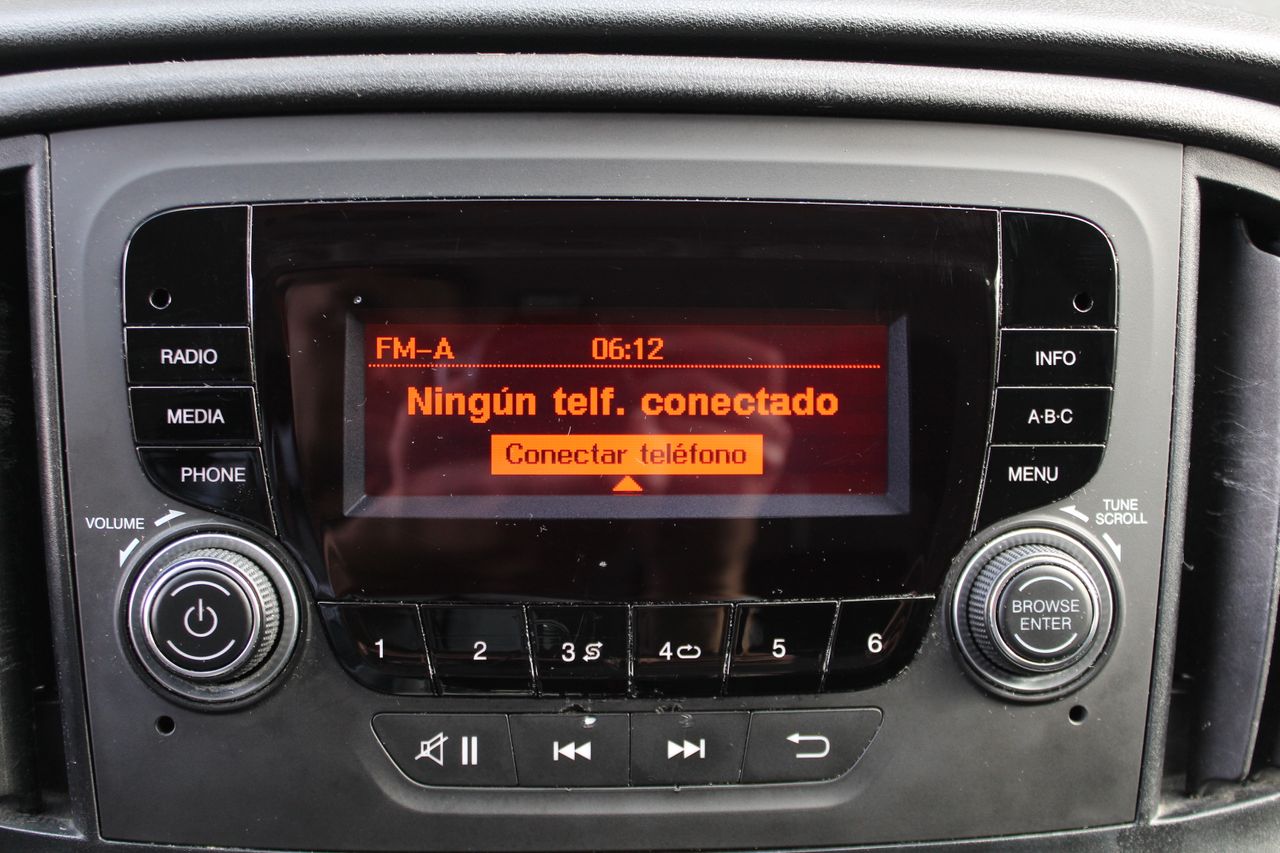 FM-A 06:12
Ningún telf. conectado
Conectar teléfono
RADIO
MEDIA
PHONE
VOLUME
INFO
A·B·C
MENU
TUNE
SCROLL
BROWSE
ENTER
1 2 3 4 5 6